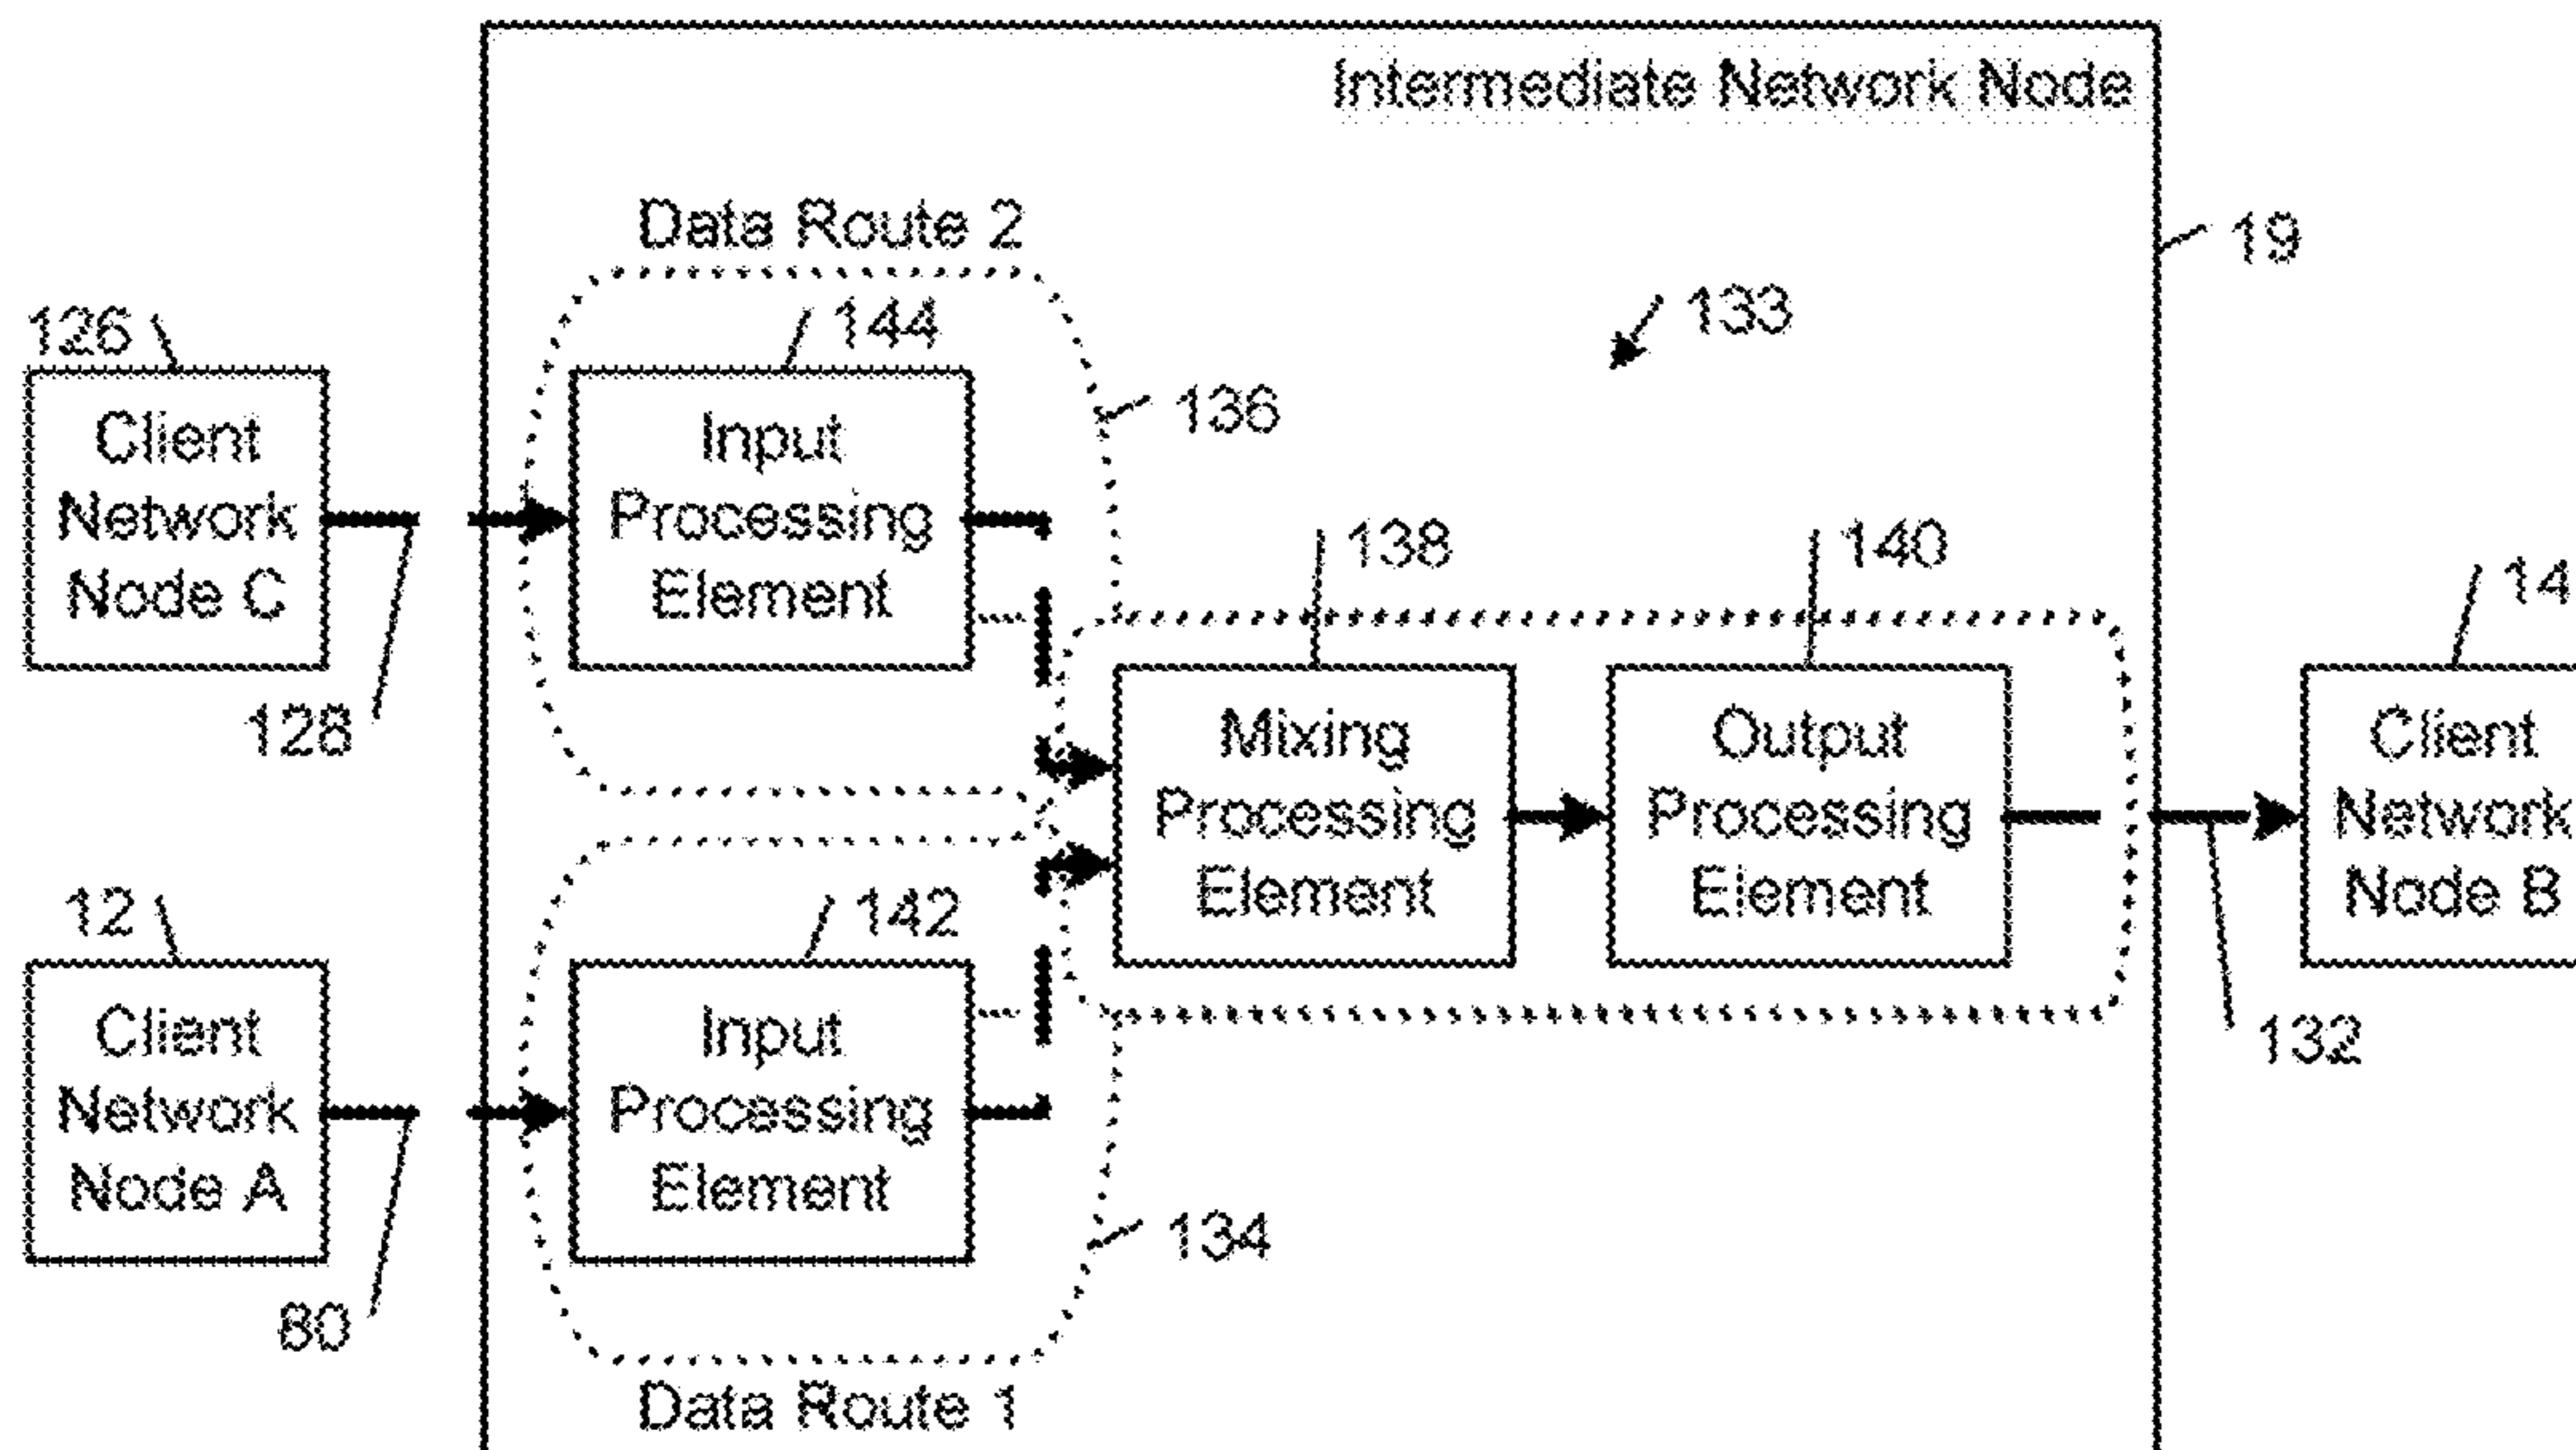 Intermediate Network Node
19
Data Route 2
133
126
144
136
Client
Network
Node C
Input
Processing
Element
128
138
140
14
Mixing
Processing
Element
Output
Processing
Element
Client
Network
Node B
12
142
132
Client
Network
Node A
Input
Processing
Element
134
80
Data Route 1